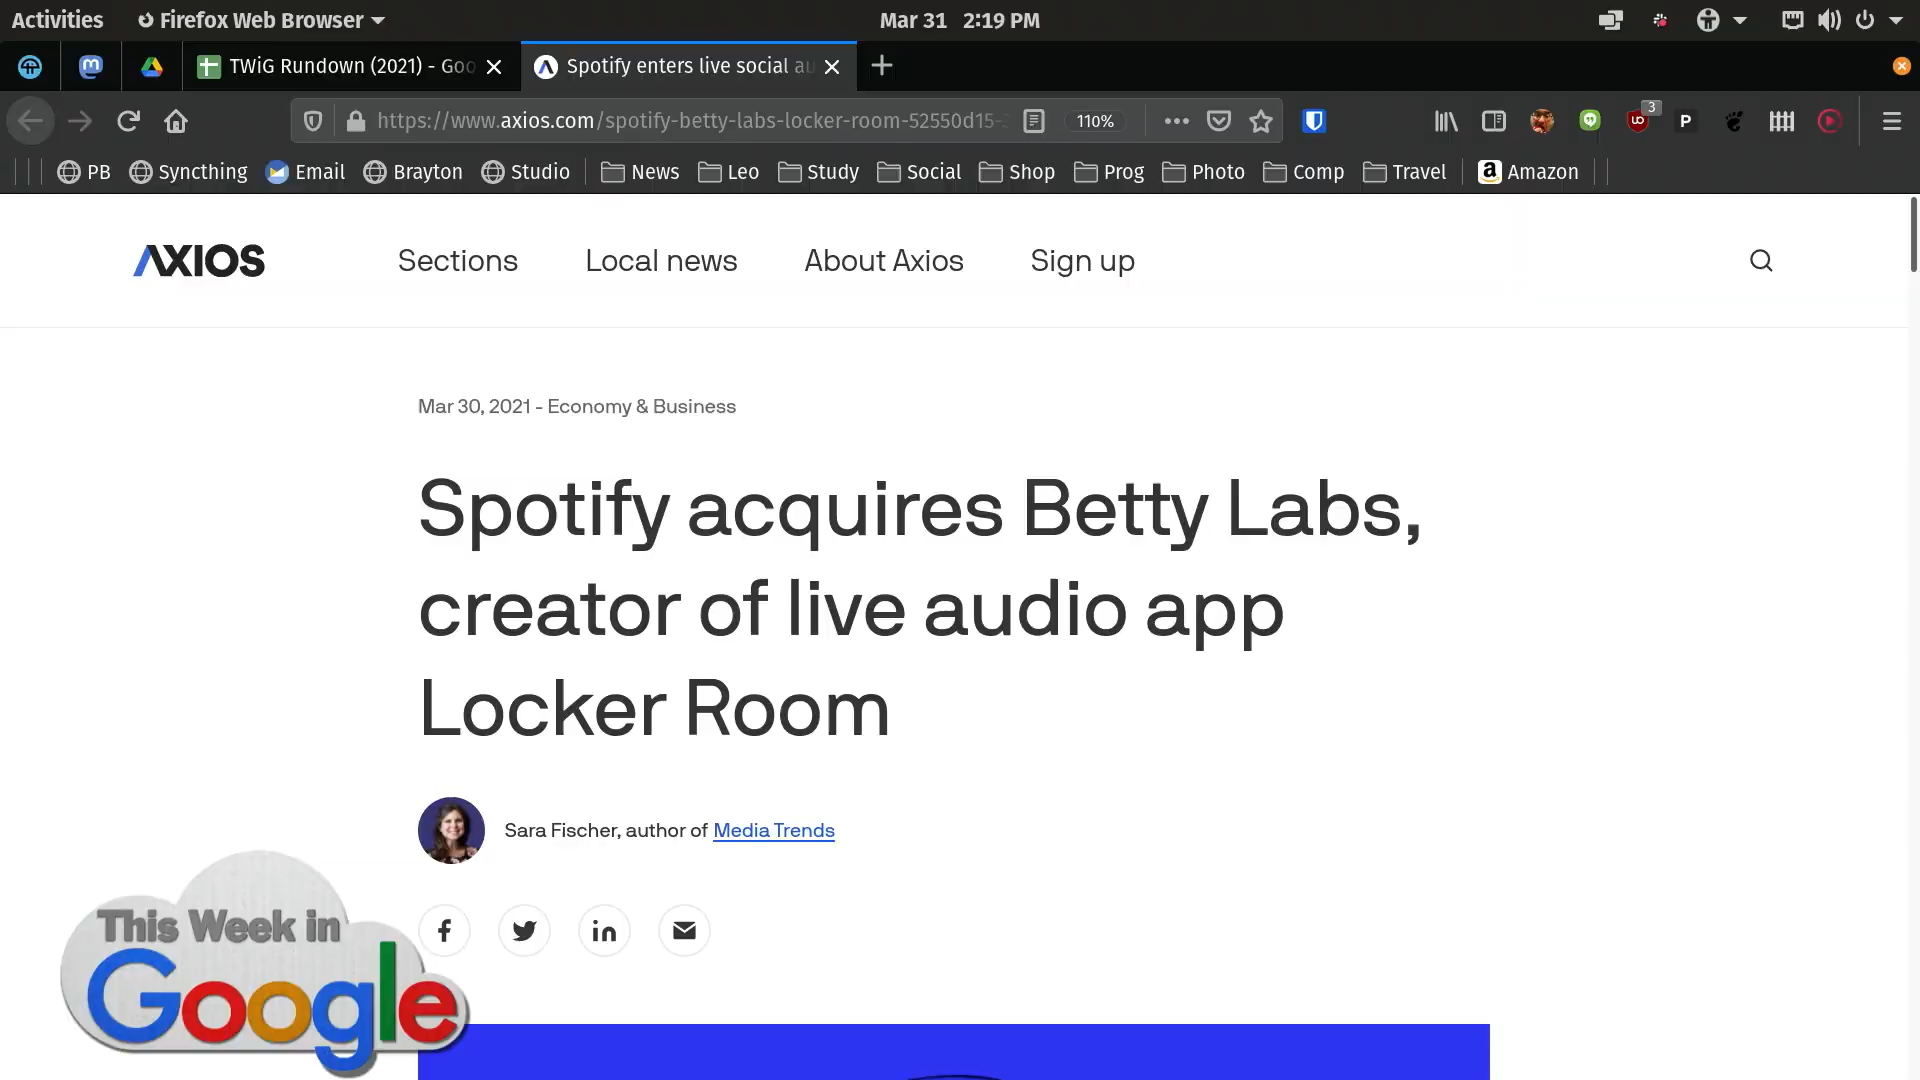 Activities Firefox Web Browser Mar 31 2:19 PM
TWiG Rundown (2021) - Goo Spotify enters live social au
https://www.axios.com/spotify-betty-labs-locker-room-52550d15- 110% 3 P
PB Syncthing Email Brayton Studio News Leo Study Social Shop Prog Photo Comp Travel Amazon
AXIOS Sections Local news About Axios Sign up
Mar 30, 2021 - Economy & Business
Spotify acquires Betty Labs,
creator of live audio app
Locker Room
Sara Fischer, author of Media Trends
This Week in
Google